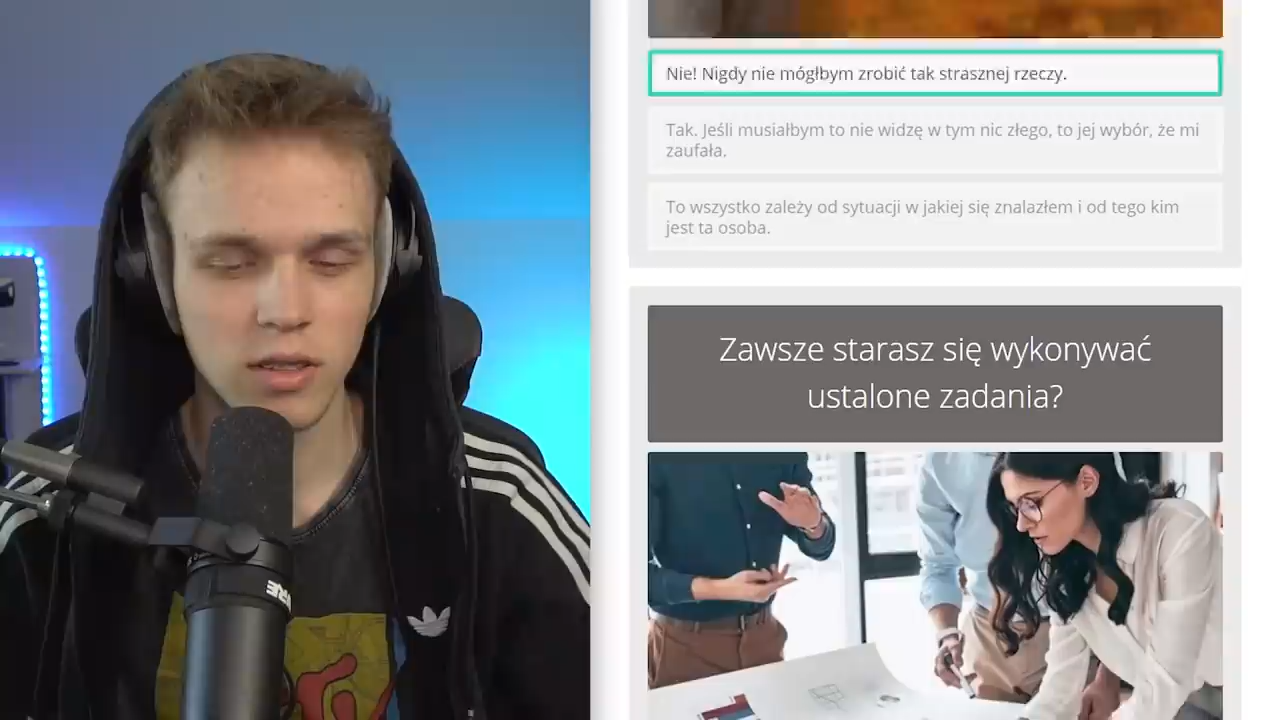 Nie! Nigdy nie mógłbym zrobić tak strasznej rzeczy.
Tak. Jeśli musiałbym to nie widzę w tym nic złego, to jej wybór, że mi
zaufała.
To wszystko zależy od sytuacji w jakiej się znalazłem i od tego kim
jest ta osoba.
Zawsze starasz się wykonywać
ustalone zadania?